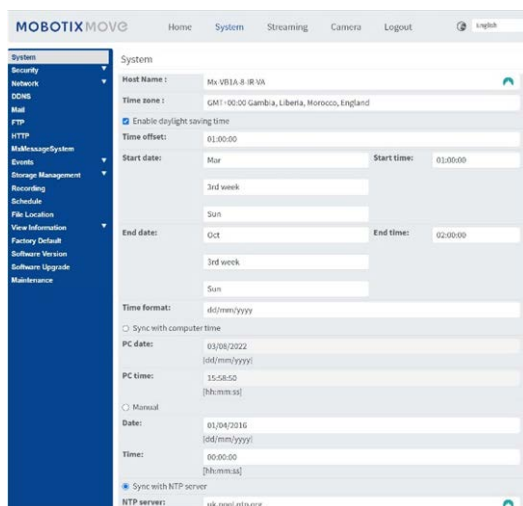 MOBOTIX MOVE Home System Streaming Camera Logout English
System
Security
Network
DDNS
Mail
FTP
HTTP
MxMessageSystem
Events
Storage Management
Recording
Schedule
File Location
View Information
Factory Default
Software Version
Software Upgrade
Maintenance
System
Host Name : Mx-VB1A-8-IR-VA
Time zone : GMT+00:00 Gambia, Liberia, Morocco, England
Enable daylight saving time
Time offset: 01:00:00
Start date: Mar Start time: 01:00:00
3rd week
Sun
End date: Oct End time: 02:00:00
3rd week
Sun
Time format: dd/mm/yyyy
Sync with computer time
PC date: 03/08/2022
[dd/mm/yyyy]
PC time: 15:58:50
[hh:mm:ss]
Manual
Date: 01/04/2016
[dd/mm/yyyy]
Time: 00:00:00
[hh:mm:ss]
Sync with NTP server
NTP server: uk.pool.ntp.org